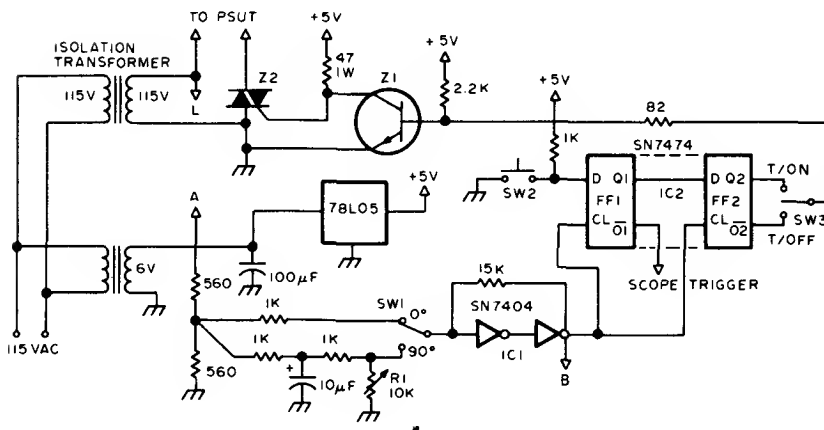 TO PSUT
+5V
ISOLATION
TRANSFORMER
47
1W
Z1
+5V
Z2
115V
115V
L
2.2K
+5V
82
1K
SN7474
SW2
D Q1
FF1
CL Q1
IC2
D Q2
FF2
CL Q2
T/ON
SW3
T/OFF
A
78L05
+5V
6V
100µF
560
SCOPE TRIGGER
15K
1K
SW1
0°
SN7404
115 VAC
560
1K
1K
90°
IC1
B
+
10µF
R1
10K